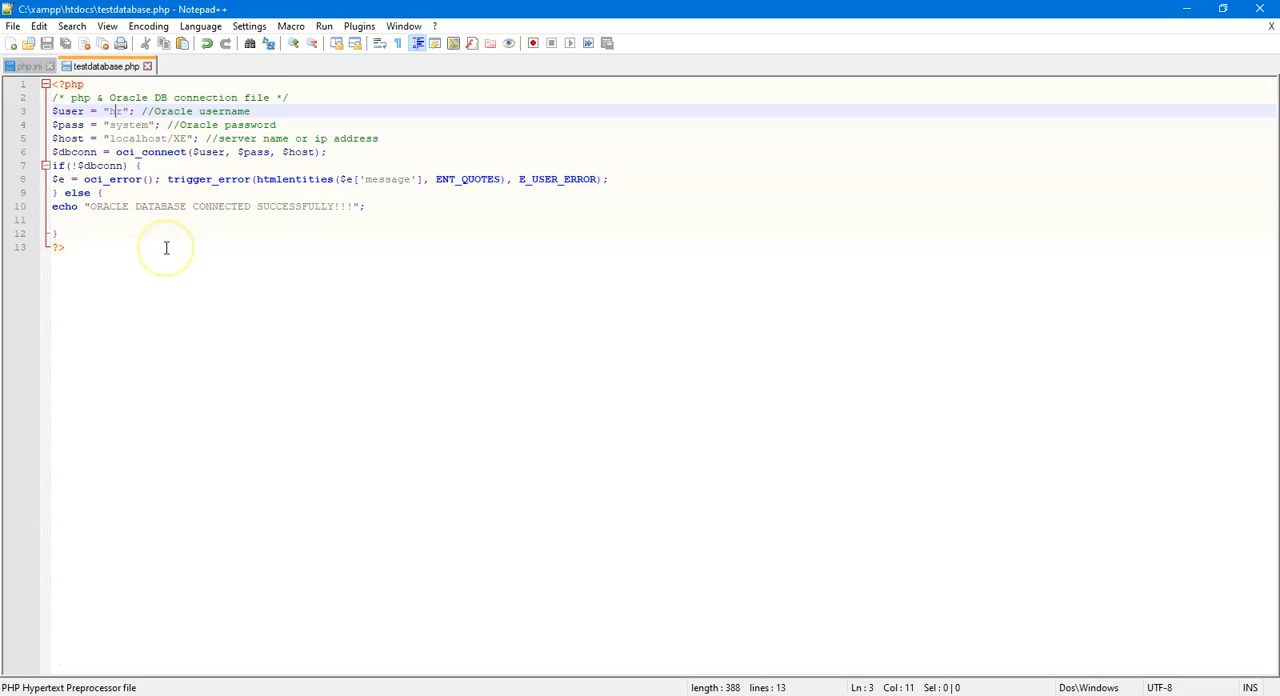 C:\xampp\htdocs\testdatabase.php - Notepad++
File Edit Search View Encoding Language Settings Macro Run Plugins Window ? X
php.ini testdatabase.php
1 <?php
2 /* php & Oracle DB connection file */
3 $user = "hr"; //Oracle username
4 $pass = "system"; //Oracle password
5 $host = "localhost/XE"; //server name or ip address
6 $dbconn = oci_connect($user, $pass, $host);
7 if(!$dbconn) {
8 $e = oci_error(); trigger_error(htmlentities($e['message'], ENT_QUOTES), E_USER_ERROR);
9 } else {
10 echo "ORACLE DATABASE CONNECTED SUCCESSFULLY!!!";
11
12 }
13 ?>
PHP Hypertext Preprocessor file length : 388 lines : 13 Ln : 3 Col : 11 Sel : 0 | 0 Dos\Windows UTF-8 INS